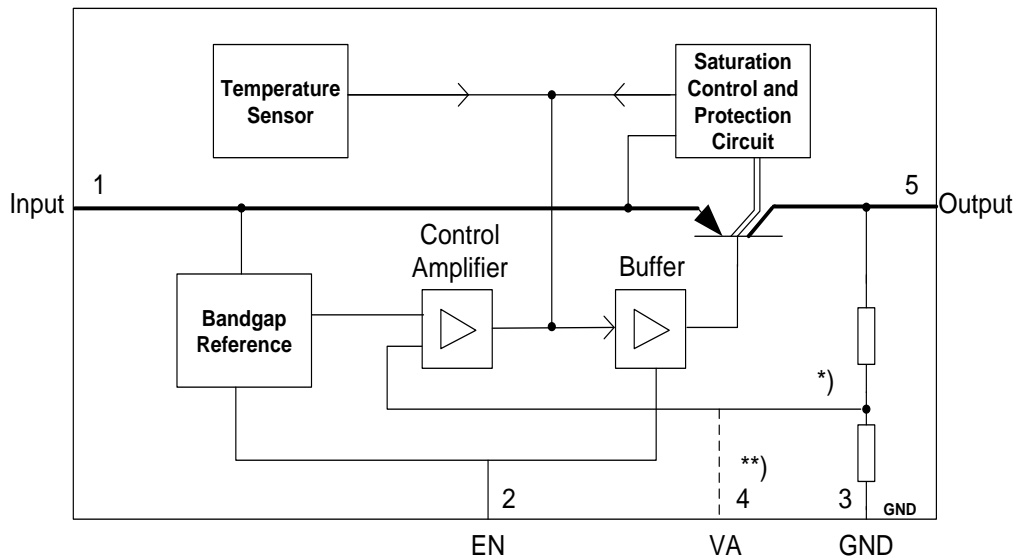 Temperature
Sensor
Saturation
Control and
Protection
Circuit
Input
1
5
Output
Control
Amplifier
Buffer
Bandgap
Reference
*)
**)
2
4
3
GND
EN
VA
GND